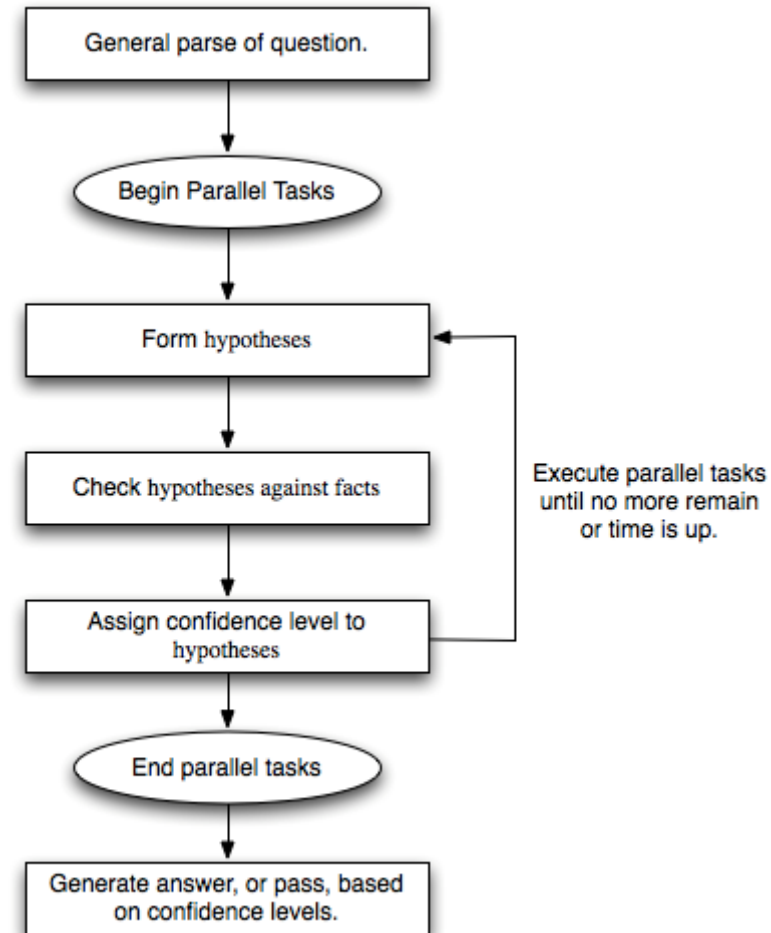 General parse of question.
Begin Parallel Tasks
Form hypotheses
Check hypotheses against facts
Execute parallel tasks
until no more remain
or time is up.
Assign confidence level to
hypotheses
End parallel tasks
Generate answer, or pass, based
on confidence levels.